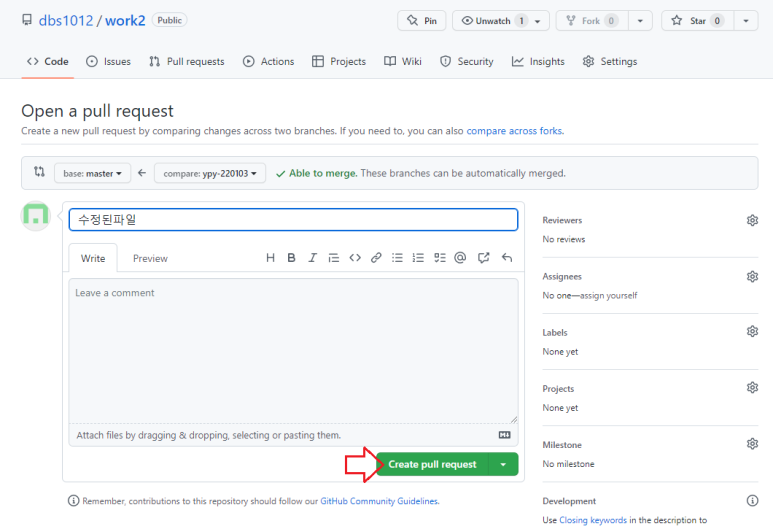 dbs1012 / work2 Public
Pin
Unwatch 1
Fork 0
Star 0
Code
Issues
Pull requests
Actions
Projects
Wiki
Security
Insights
Settings
Open a pull request
Create a new pull request by comparing changes across two branches. If you need to, you can also compare across forks.
base: master
compare: ypy-220103
Able to merge. These branches can be automatically merged.
수정된파일
Write
Preview
Leave a comment
Attach files by dragging & dropping, selecting or pasting them.
Create pull request
Remember, contributions to this repository should follow our GitHub Community Guidelines.
Reviewers
No reviews
Assignees
No one—assign yourself
Labels
None yet
Projects
None yet
Milestone
No milestone
Development
Use Closing keywords in the description to